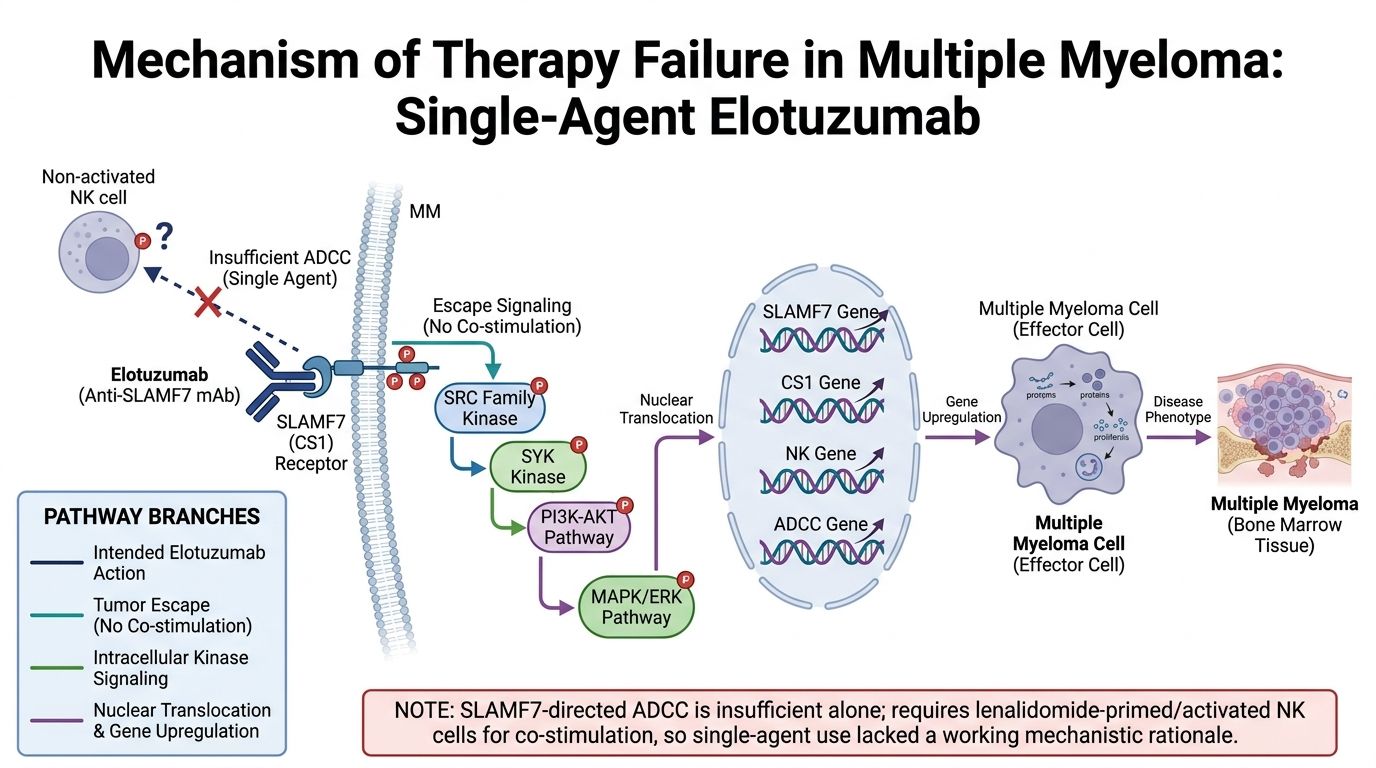 Mechanism of Therapy Failure in Multiple Myeloma:
Single-Agent Elotuzumab
Non-activated
NK cell
P
?
Insufficient ADCC
(Single Agent)
MM
Escape Signaling
(No Co-stimulation)
Elotuzumab
(Anti-SLAMF7 mAb)
SLAMF7
(CS1)
Receptor
P
P
P
SRC Family
Kinase
P
SYK
Kinase
P
PI3K-AKT
Pathway
P
MAPK/ERK
Pathway
P
Nuclear
Translocation
SLAMF7 Gene
CS1 Gene
NK Gene
ADCC Gene
Gene
Upregulation
Multiple Myeloma Cell
(Effector Cell)
proteins
Multiple
Myeloma Cell
(Effector Cell)
Disease
Phenotype
Multiple Myeloma
(Bone Marrow
Tissue)
PATHWAY BRANCHES
Intended Elotuzumab
Action
Tumor Escape
(No Co-stimulation)
Intracellular Kinase
Signaling
Nuclear Translocation
& Gene Upregulation
NOTE: SLAMF7-directed ADCC is insufficient alone; requires lenalidomide-primed/activated NK
cells for co-stimulation, so single-agent use lacked a working mechanistic rationale.